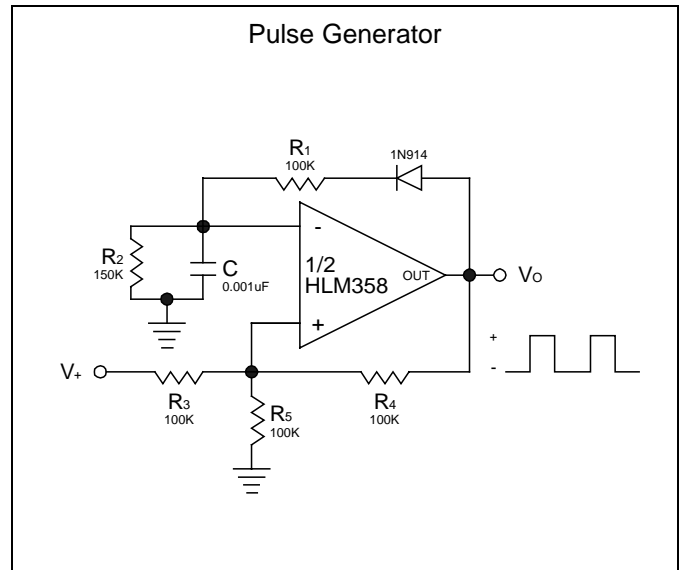 Pulse Generator
R1
100K
1N914
-
R2
150K
C
0.001uF
1/2
HLM358
OUT
VO
+
V+
R3
100K
R5
100K
R4
100K
+
-